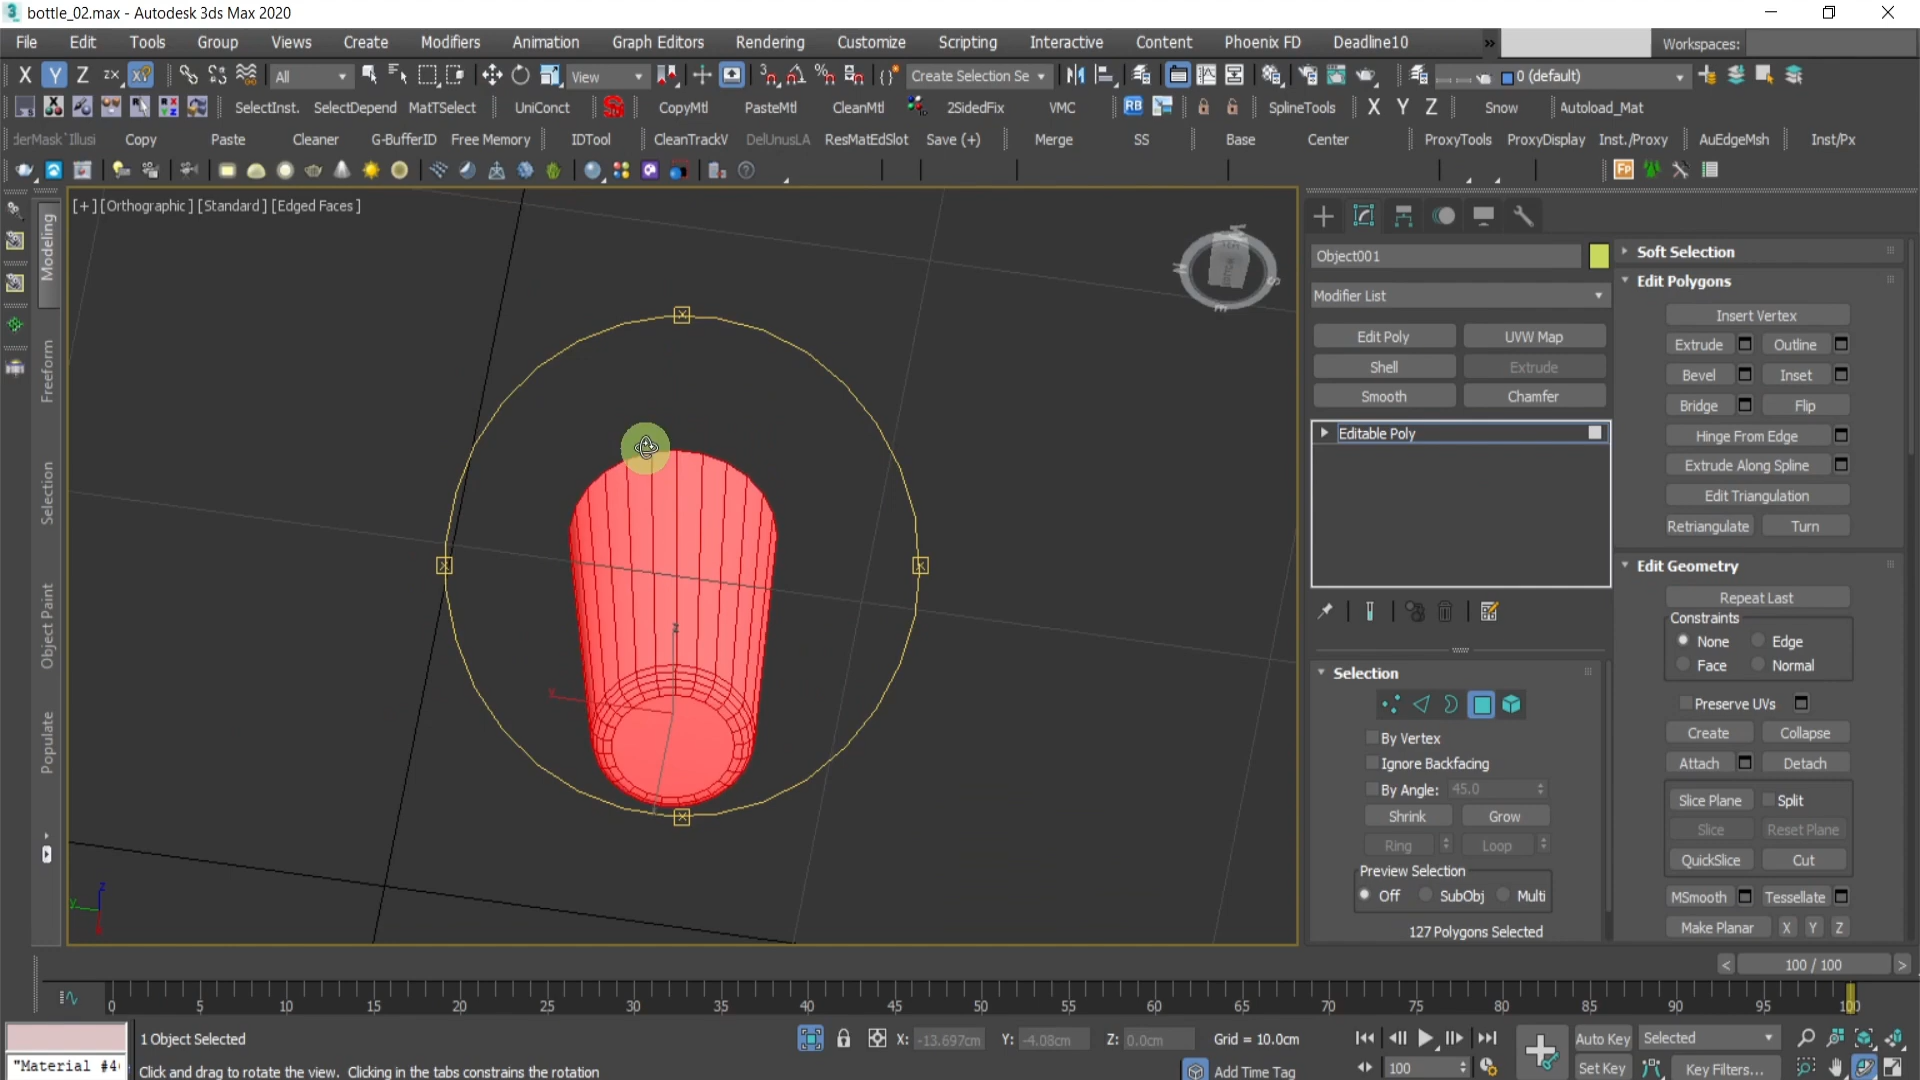 bottle_02.max - Autodesk 3ds Max 2020
File Edit Tools Group Views Create Modifiers Animation Graph Editors Rendering Customize Scripting Interactive Content Phoenix FD Deadline10 » Workspaces:
X Y Z All View Create Selection Se 0 (default)
SelectInst. SelectDepend MatTSelect UniConct CopyMtl PasteMtl CleanMtl 2SidedFix VMC RB SplineTools X Y Z Snow Autoload_Mat
derMask`Illusi Copy Paste Cleaner G-BufferID Free Memory IDTool CleanTrackV DelUnusLA ResMatEdSlot Save (+) Merge SS Base Center ProxyTools ProxyDisplay Inst./Proxy AuEdgeMsh Inst/Px
[+] [Orthographic ] [Standard ] [Edged Faces ]
Modeling
Freeform
Selection
Object Paint
Populate
Object001
Modifier List
Edit Poly UVW Map
Shell Extrude
Smooth Chamfer
Editable Poly
Selection
By Vertex
Ignore Backfacing
By Angle: 45.0
Shrink Grow
Ring Loop
Preview Selection
Off SubObj Multi
127 Polygons Selected
Soft Selection
Edit Polygons
Insert Vertex
Extrude Outline
Bevel Inset
Bridge Flip
Hinge From Edge
Extrude Along Spline
Edit Triangulation
Retriangulate Turn
Edit Geometry
Repeat Last
Constraints
None Edge
Face Normal
Preserve UVs
Create Collapse
Attach Detach
Slice Plane Split
Slice Reset Plane
QuickSlice Cut
MSmooth Tessellate
Make Planar X Y Z
< 100 / 100 >
0 5 10 15 20 25 30 35 40 45 50 55 60 65 70 75 80 85 90 95 100
1 Object Selected X: -13.697cm Y: -4.08cm Z: 0.0cm Grid = 10.0cm Auto Key Selected
"Material #4 Click and drag to rotate the view. Clicking in the tabs constrains the rotation Add Time Tag 100 Set Key Key Filters...